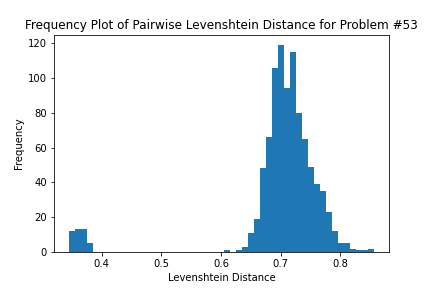 Frequency Plot of Pairwise Levenshtein Distance for Problem #53
120
100
80
60
40
20
0
Frequency
0.4 0.5 0.6 0.7 0.8
Levenshtein Distance